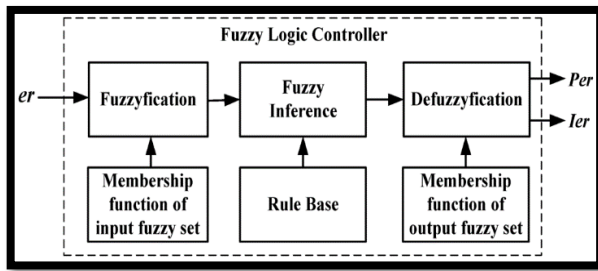 Fuzzy Logic Controller
er
Fuzzyfication
Fuzzy
Inference
Defuzzyfication
Per
Ier
Membership
function of
input fuzzy set
Rule Base
Membership
function of
output fuzzy set